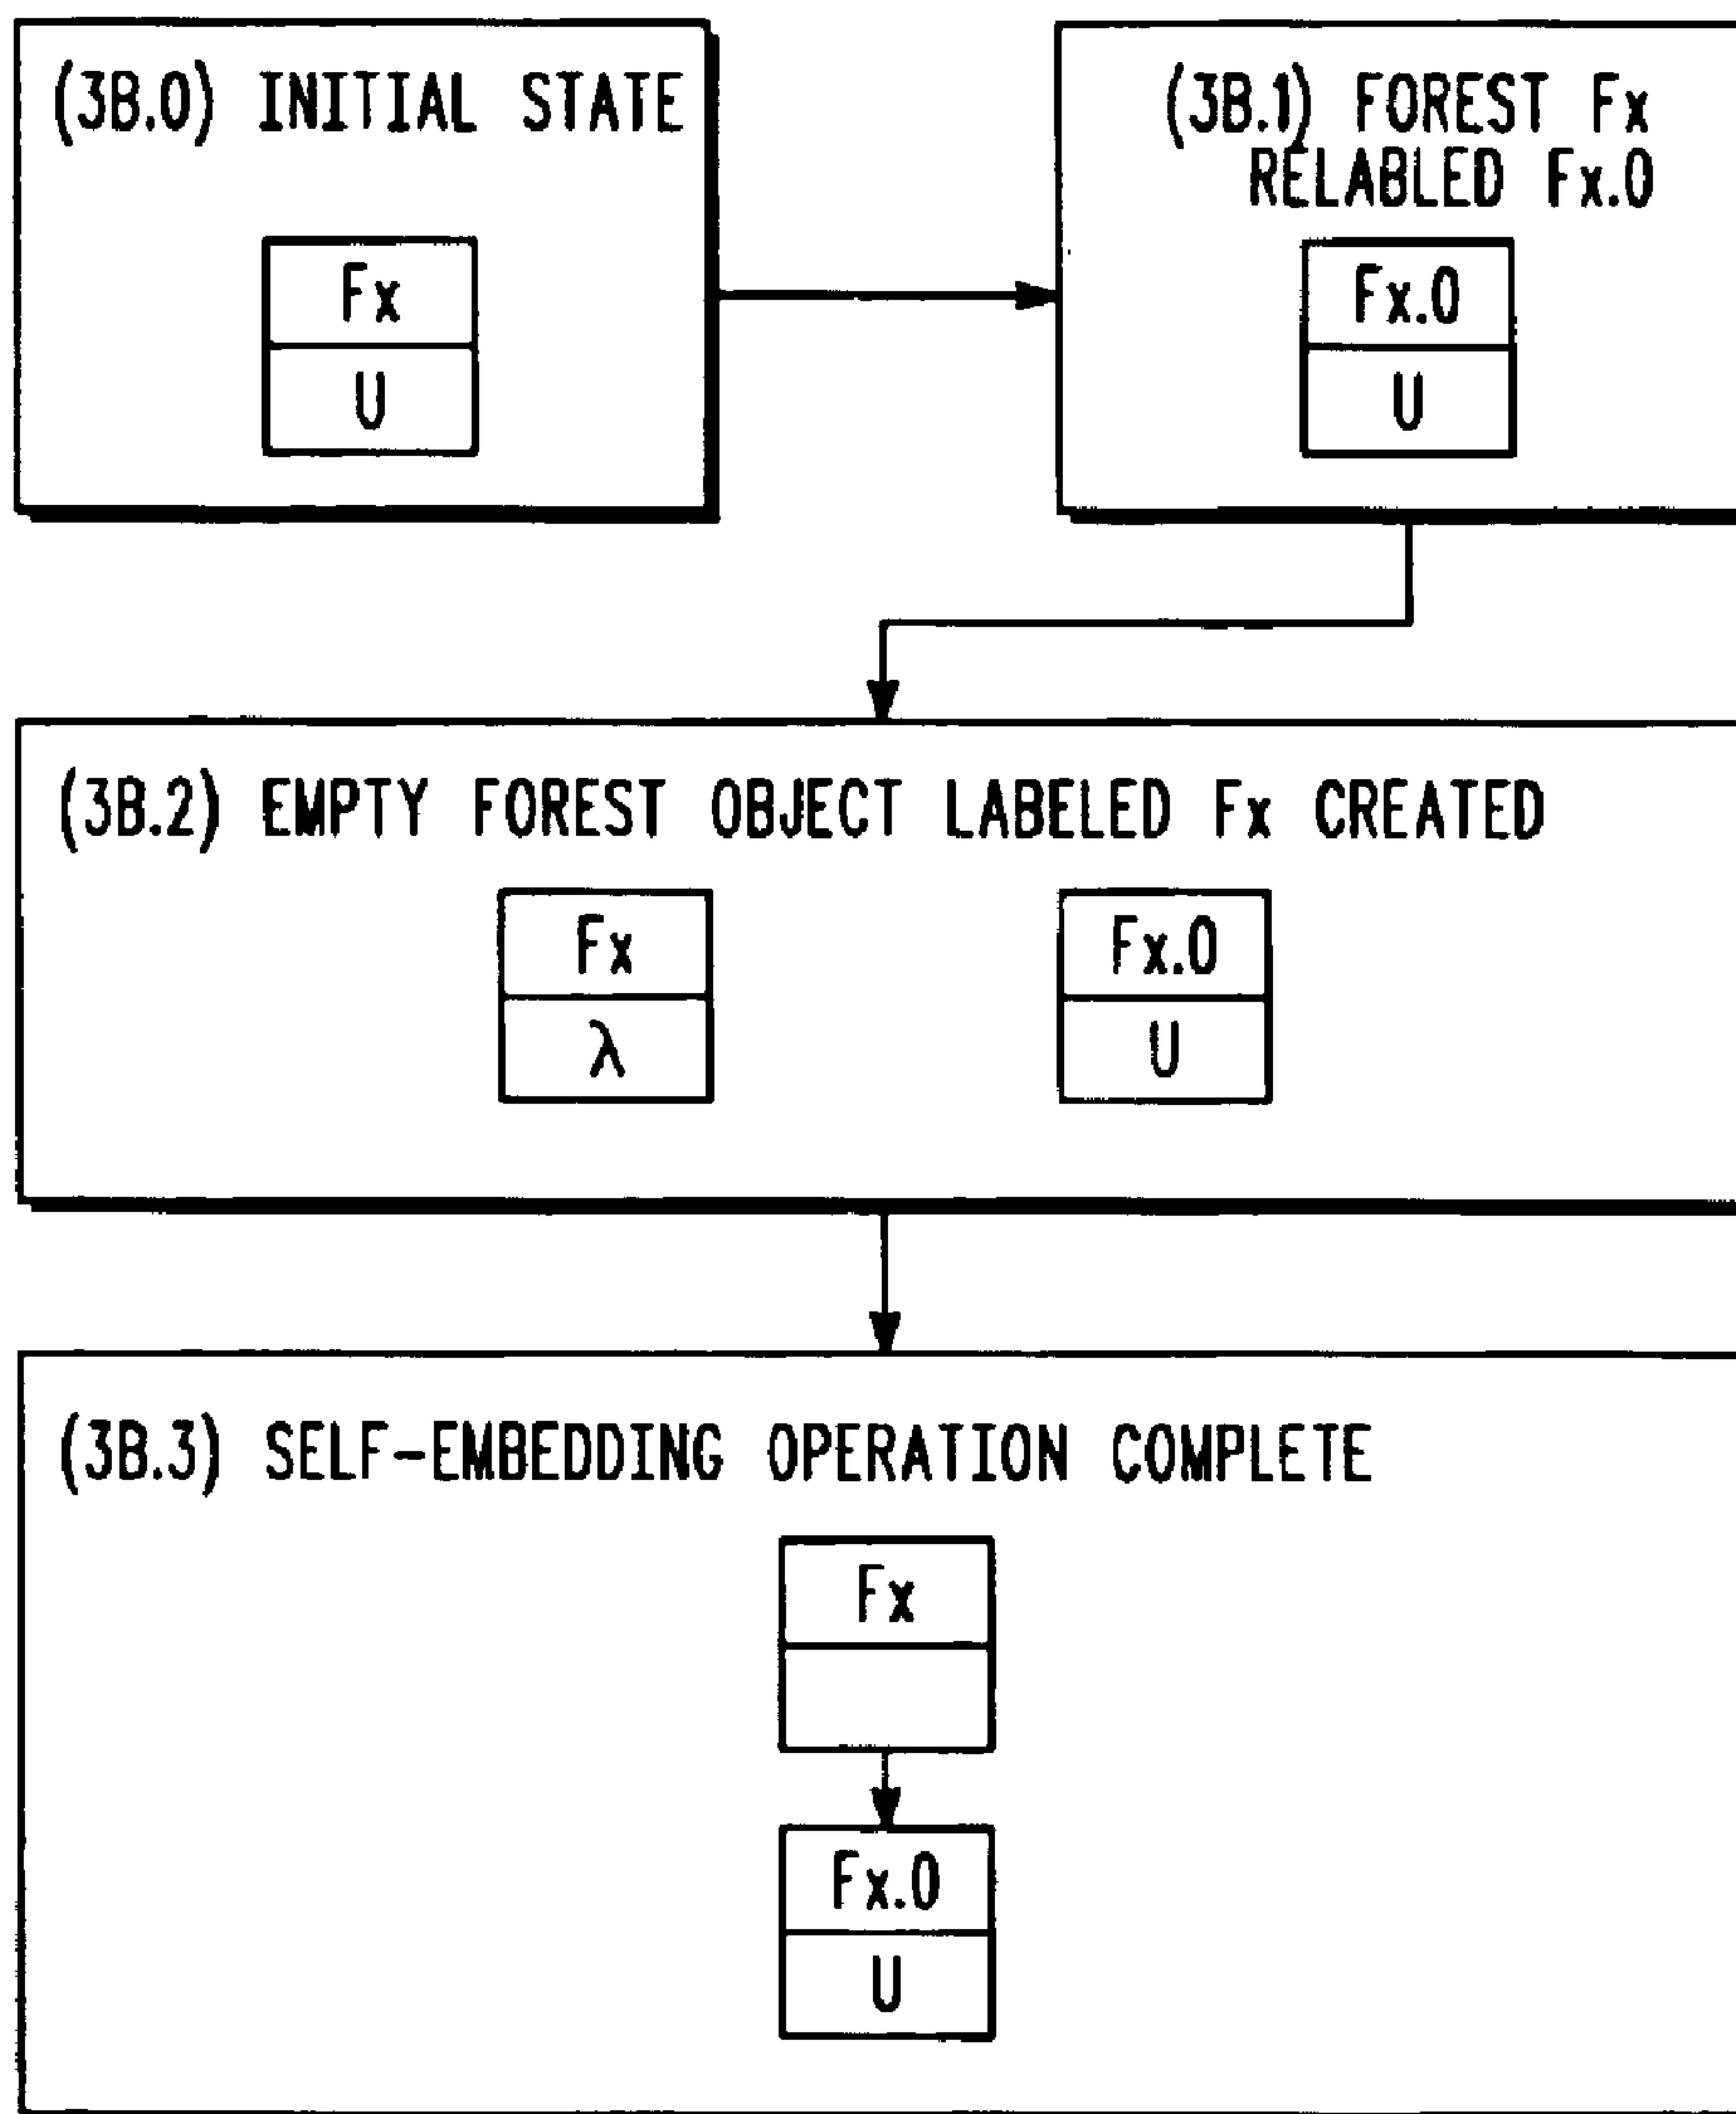 (3B.0) INITIAL STATE
Fx
U
(3B.1) FOREST Fx
RELABLED Fx.0
Fx.0
U
(3B.2) EMPTY FOREST OBJECT LABELED Fx CREATED
Fx
λ
Fx.0
U
(3B.3) SELF-EMBEDDING OPERATION COMPLETE
Fx
Fx.0
U